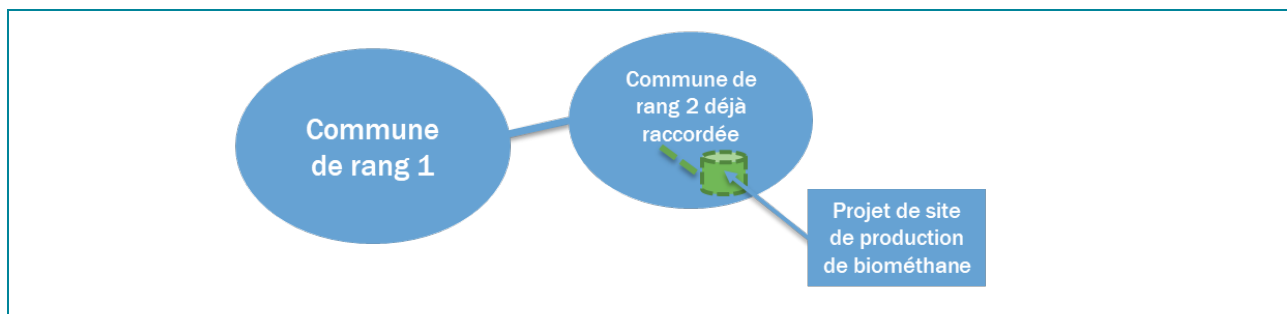 Commune
de rang 1
Commune de
rang 2 déjà
raccordée
Projet de site
de production
de biométhane